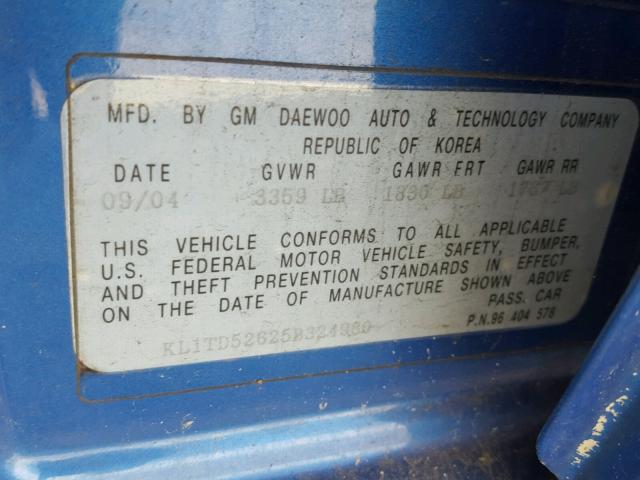 MFD. BY GM DAEWOO AUTO & TECHNOLOGY COMPANY
REPUBLIC OF KOREA
DATE GVWR GAWR FRT GAWR RR
09/04 3359 LB LB LB
THIS VEHICLE CONFORMS TO ALL APPLICABLE
U.S. FEDERAL MOTOR VEHICLE SAFETY, BUMPER,
AND THEFT PREVENTION STANDARDS IN EFFECT
ON THE DATE OF MANUFACTURE SHOWN ABOVE
PASS. CAR
P.N.96 404 578